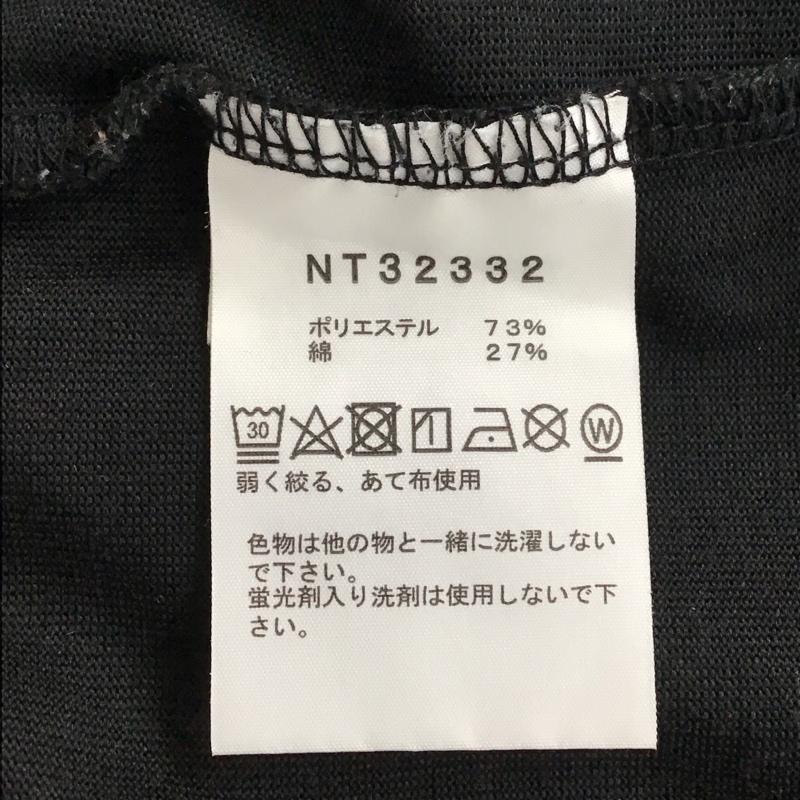 NT32332
ポリエステル 73%
綿 27%
30 W
弱く絞る、あて布使用
色物は他の物と一緒に洗濯しない
で下さい。
蛍光剤入り洗剤は使用しないで下
さい。